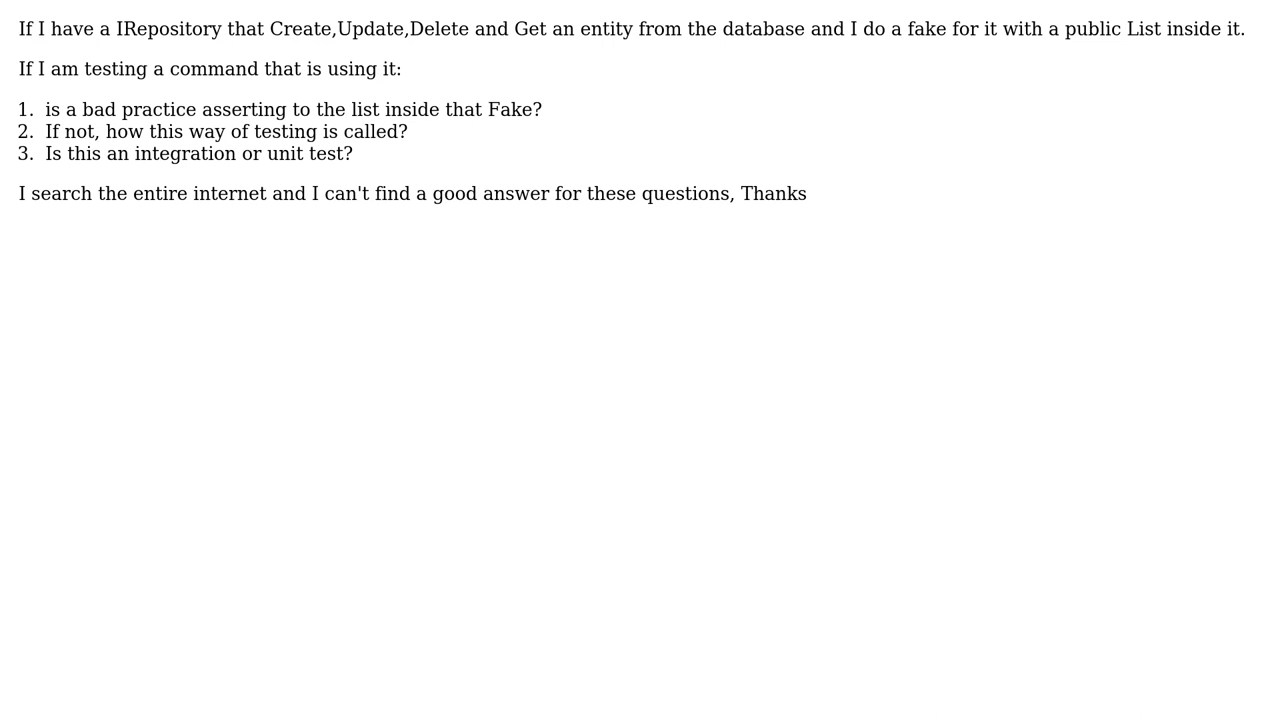 If I have a IRepository that Create,Update,Delete and Get an entity from the database and I do a fake for it with a public List inside it.
If I am testing a command that is using it:
1. is a bad practice asserting to the list inside that Fake?
2. If not, how this way of testing is called?
3. Is this an integration or unit test?
I search the entire internet and I can't find a good answer for these questions, Thanks